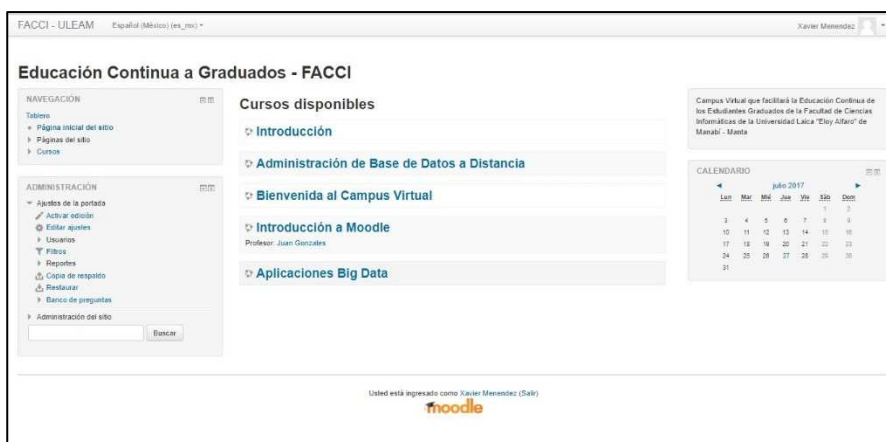 FACCI - ULEAM
Español (México) (es_mx)
Xavier Menendez
Educación Continua a Graduados - FACCI
NAVEGACIÓN
Tablero
Página inicial del sitio
Páginas del sitio
Cursos
ADMINISTRACIÓN
Ajustes de la portada
Activar edición
Editar ajustes
Usuarios
Filtros
Reportes
Copia de respaldo
Restaurar
Banco de preguntas
Administración del sitio
Buscar
Cursos disponibles
Introducción
Administración de Base de Datos a Distancia
Bienvenida al Campus Virtual
Introducción a Moodle
Profesor: Juan Gonzales
Aplicaciones Big Data
Campus Virtual que facilitará la Educación Continua de
los Estudiantes Graduados de la Facultad de Ciencias
Informáticas de la Universidad Laica "Eloy Alfaro" de
Manabí - Manta
CALENDARIO
julio 2017
Lun Mar Mié Jue Vie Sáb Dom
1 2
3 4 5 6 7 8 9
10 11 12 13 14 15 16
17 18 19 20 21 22 23
24 25 26 27 28 29 30
31
Usted está ingresado como Xavier Menendez (Salir)
moodle